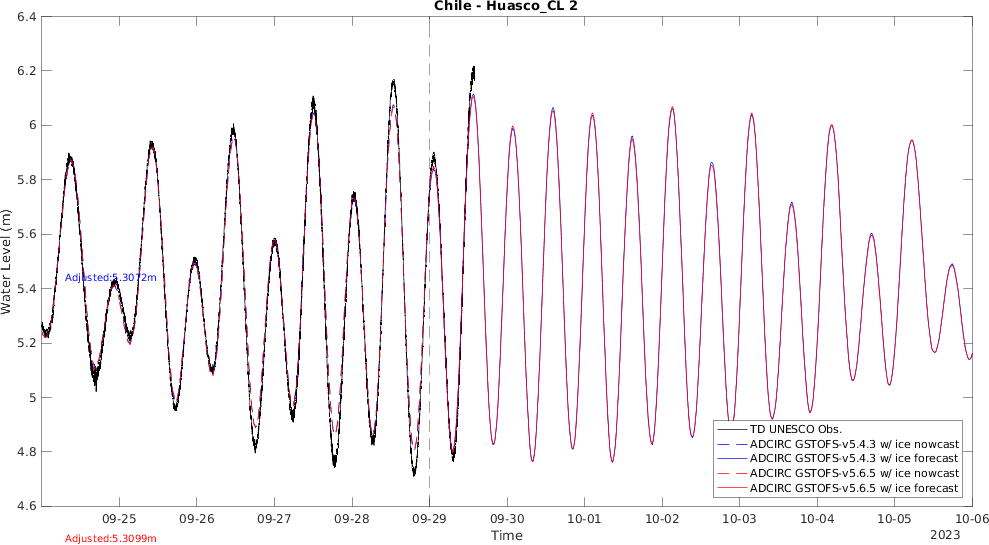 Chile - Huasco_CL 2
6.4
6.2
6
5.8
5.6
5.4
5.2
5
4.8
4.6
Water Level (m)
Adjusted:5.3072m
TD UNESCO Obs.
ADCIRC GSTOFS-v5.4.3 w/ ice nowcast
ADCIRC GSTOFS-v5.4.3 w/ ice forecast
ADCIRC GSTOFS-v5.6.5 w/ ice nowcast
ADCIRC GSTOFS-v5.6.5 w/ ice forecast
09-25 09-26 09-27 09-28 09-29 09-30 10-01 10-02 10-03 10-04 10-05 10-06
Time
2023
Adjusted:5.3099m